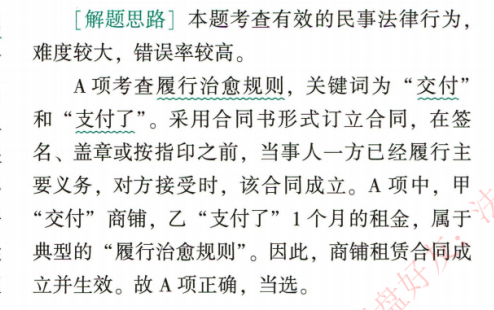 [解题思路] 本题考查有效的民事法律行为，
难度较大，错误率较高。
A 项考查履行治愈规则，关键词为“交付”
和“支付了”。采用合同书形式订立合同，在签
名、盖章或按指印之前，当事人一方已经履行主
要义务，对方接受时，该合同成立。A 项中，甲
“交付”商铺，乙“支付了”1 个月的租金，属于
典型的“履行治愈规则”。因此，商铺租赁合同成
立并生效。故 A 项正确，当选。
盘好友：法